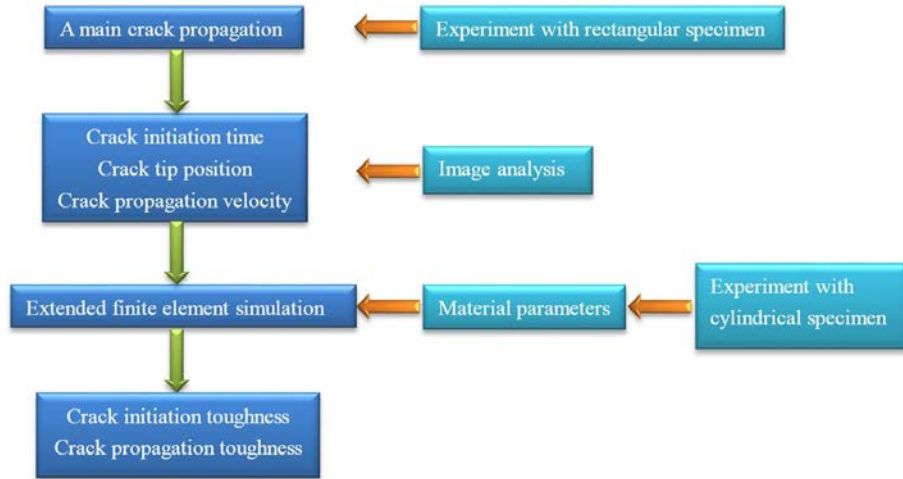 A main crack propagation
Experiment with rectangular specimen
Crack initiation time
Crack tip position
Crack propagation velocity
Image analysis
Extended finite element simulation
Material parameters
Experiment with
cylindrical specimen
Crack initiation toughness
Crack propagation toughness